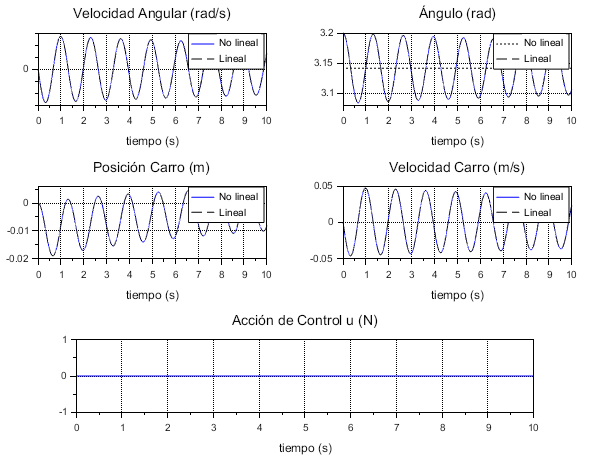 Velocidad Angular (rad/s)
0
No lineal
Lineal
0 1 2 3 4 5 6 7 8 9 10
tiempo (s)
Ángulo (rad)
3.2
3.15
3.1
No lineal
Lineal
0 1 2 3 4 5 6 7 8 9 10
tiempo (s)
Posición Carro (m)
0
-0.01
-0.02
No lineal
Lineal
0 1 2 3 4 5 6 7 8 9 10
tiempo (s)
Velocidad Carro (m/s)
0.05
0
-0.05
No lineal
Lineal
0 1 2 3 4 5 6 7 8 9 10
tiempo (s)
Acción de Control u (N)
1
0
-1
0 1 2 3 4 5 6 7 8 9 10
tiempo (s)